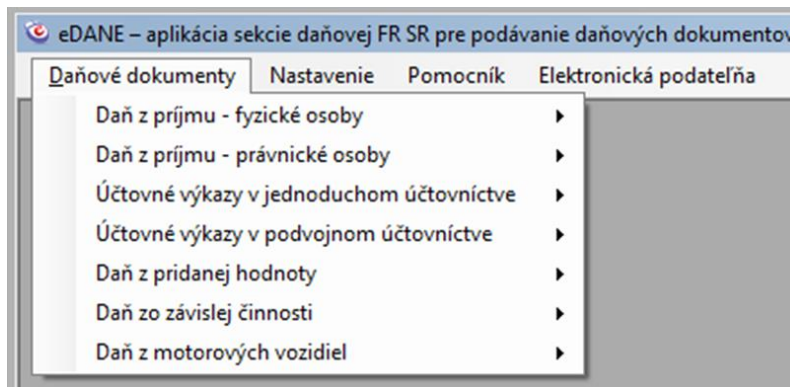 eDANE – aplikácia sekcie daňovej FR SR pre podávanie daňových dokumentov
Daňové dokumenty Nastavenie Pomocník Elektronická podateľňa
Daň z príjmu - fyzické osoby
Daň z príjmu - právnické osoby
Účtovné výkazy v jednoduchom účtovníctve
Účtovné výkazy v podvojnom účtovníctve
Daň z pridanej hodnoty
Daň zo závislej činnosti
Daň z motorových vozidiel